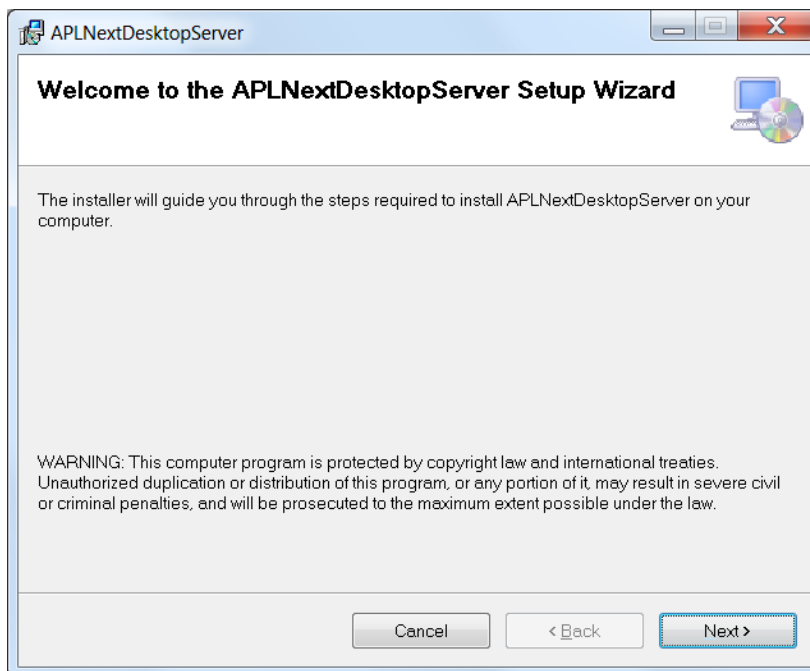 APLNextDesktopServer
Welcome to the APLNextDesktopServer Setup Wizard
The installer will guide you through the steps required to install APLNextDesktopServer on your
computer.
WARNING: This computer program is protected by copyright law and international treaties.
Unauthorized duplication or distribution of this program, or any portion of it, may result in severe civil
or criminal penalties, and will be prosecuted to the maximum extent possible under the law.
Cancel
< Back
Next >